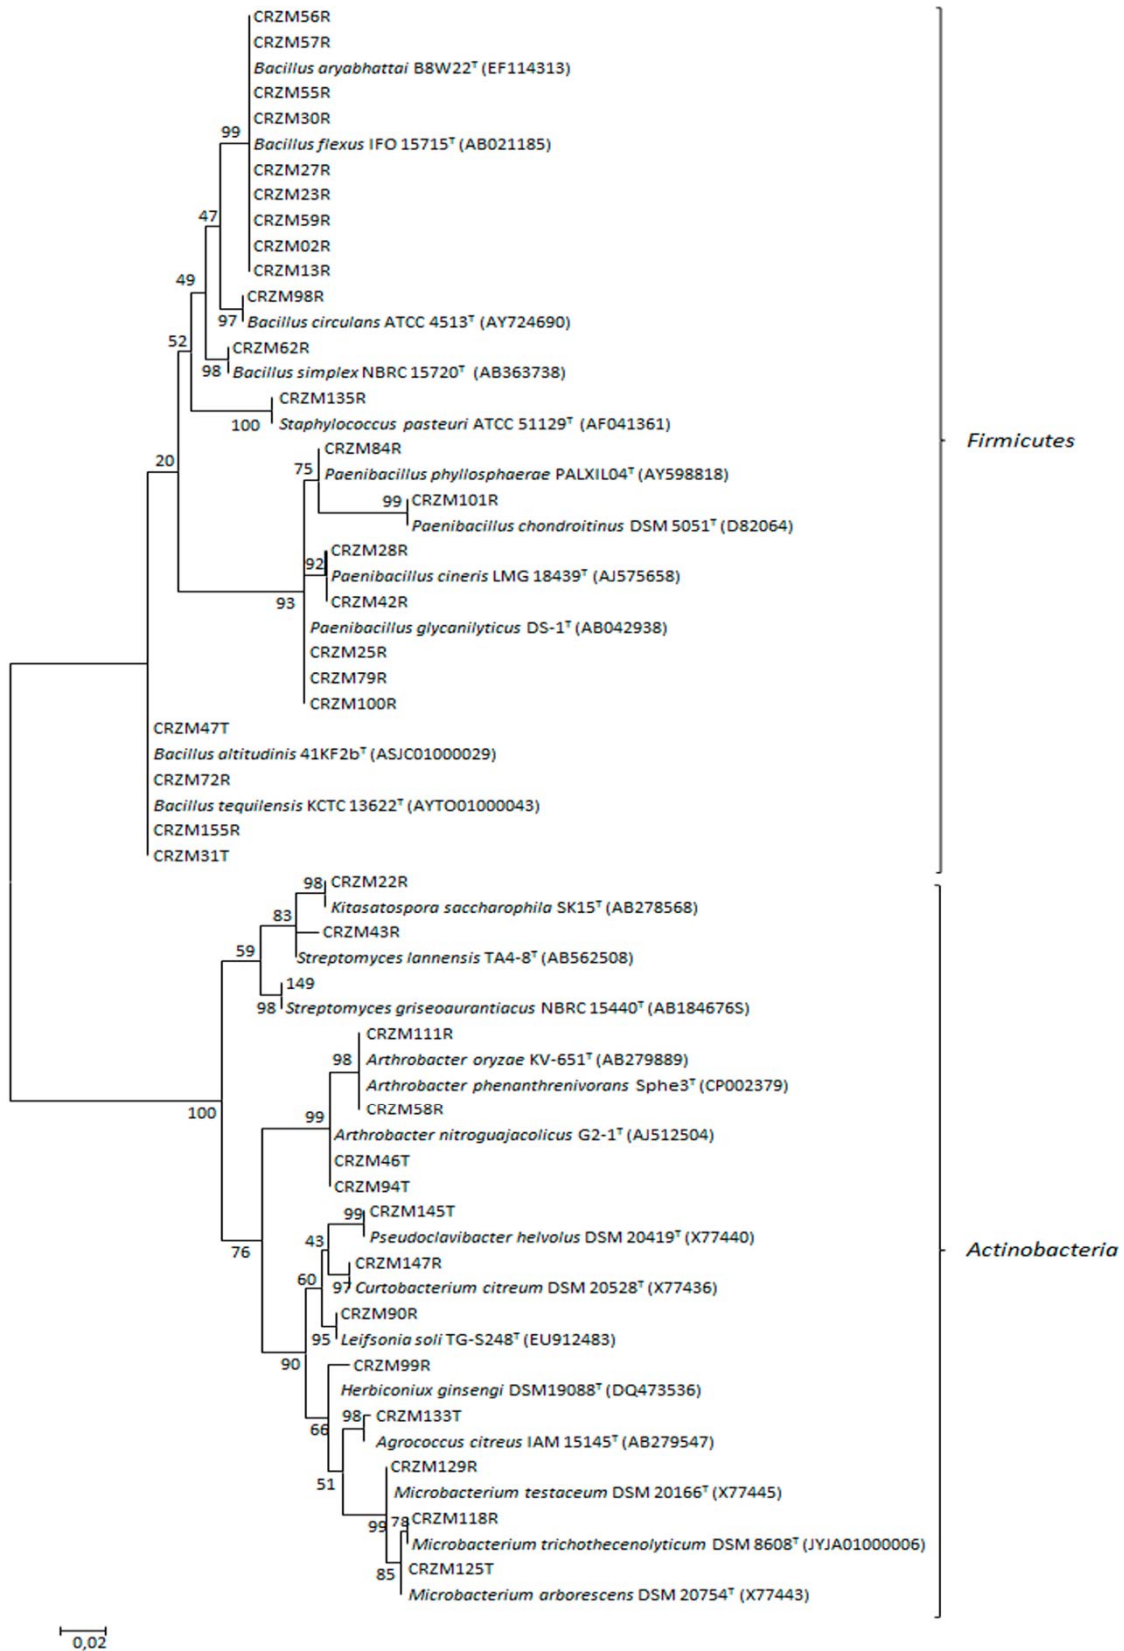 CRZM56R
CRZM57R
Bacillus aryabhattai B8W22ᵀ (EF114313)
CRZM55R
CRZM30R
99
Bacillus flexus IFO 15715ᵀ (AB021185)
CRZM27R
CRZM23R
47
CRZM59R
CRZM02R
CRZM13R
49
CRZM98R
97
Bacillus circulans ATCC 4513ᵀ (AY724690)
52
CRZM62R
98
Bacillus simplex NBRC 15720ᵀ (AB363738)
CRZM135R
100
Staphylococcus pasteuri ATCC 51129ᵀ (AF041361)
Firmicutes
CRZM84R
20
75
Paenibacillus phyllosphaerae PALXIL04ᵀ (AY598818)
99
CRZM101R
Paenibacillus chondroitinus DSM 5051ᵀ (D82064)
CRZM28R
92
Paenibacillus cineris LMG 18439ᵀ (AJ575658)
93
CRZM42R
Paenibacillus glycanilyticus DS-1ᵀ (AB042938)
CRZM25R
CRZM79R
CRZM100R
CRZM47T
Bacillus altitudinis 41KF2bᵀ (ASJC01000029)
CRZM72R
Bacillus tequilensis KCTC 13622ᵀ (AYTO01000043)
CRZM155R
CRZM31T
98
CRZM22R
Kitasatospora saccharophila SK15ᵀ (AB278568)
83
CRZM43R
59
Streptomyces lannensis TA4-8ᵀ (AB562508)
149
98
Streptomyces griseoaurantiacus NBRC 15440ᵀ (AB184676S)
CRZM111R
98
Arthrobacter oryzae KV-651ᵀ (AB279889)
Arthrobacter phenanthrenivorans Sphe3ᵀ (CP002379)
100
99
CRZM58R
Arthrobacter nitroguajacolicus G2-1ᵀ (AJ512504)
CRZM46T
CRZM94T
99
CRZM145T
Pseudoclavibacter helvolus DSM 20419ᵀ (X77440)
76
43
Actinobacteria
CRZM147R
60
97
Curtobacterium citreum DSM 20528ᵀ (X77436)
CRZM90R
95
Leifsonia soli TG-S248ᵀ (EU912483)
90
CRZM99R
Herbiconiux ginsengi DSM19088ᵀ (DQ473536)
98
CRZM133T
66
Agrococcus citreus IAM 15145ᵀ (AB279547)
CRZM129R
51
Microbacterium testaceum DSM 20166ᵀ (X77445)
99
78
CRZM118R
Microbacterium trichothecenolyticum DSM 8608ᵀ (JYJA01000006)
85
CRZM125T
Microbacterium arborescens DSM 20754ᵀ (X77443)
0,02